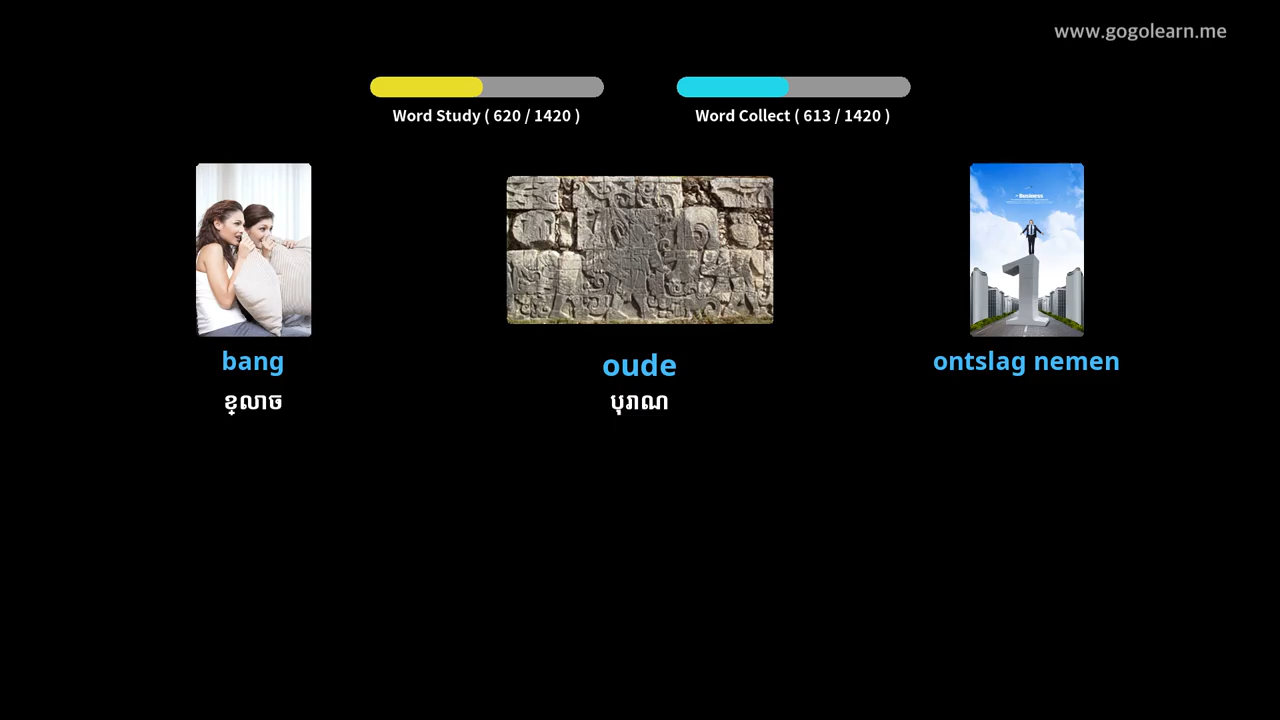 www.gogolearn.me
Word Study ( 620 / 1420 )
Word Collect ( 613 / 1420 )
Business
bang
oude
ontslag nemen
ខ្លាច
បុរាណ